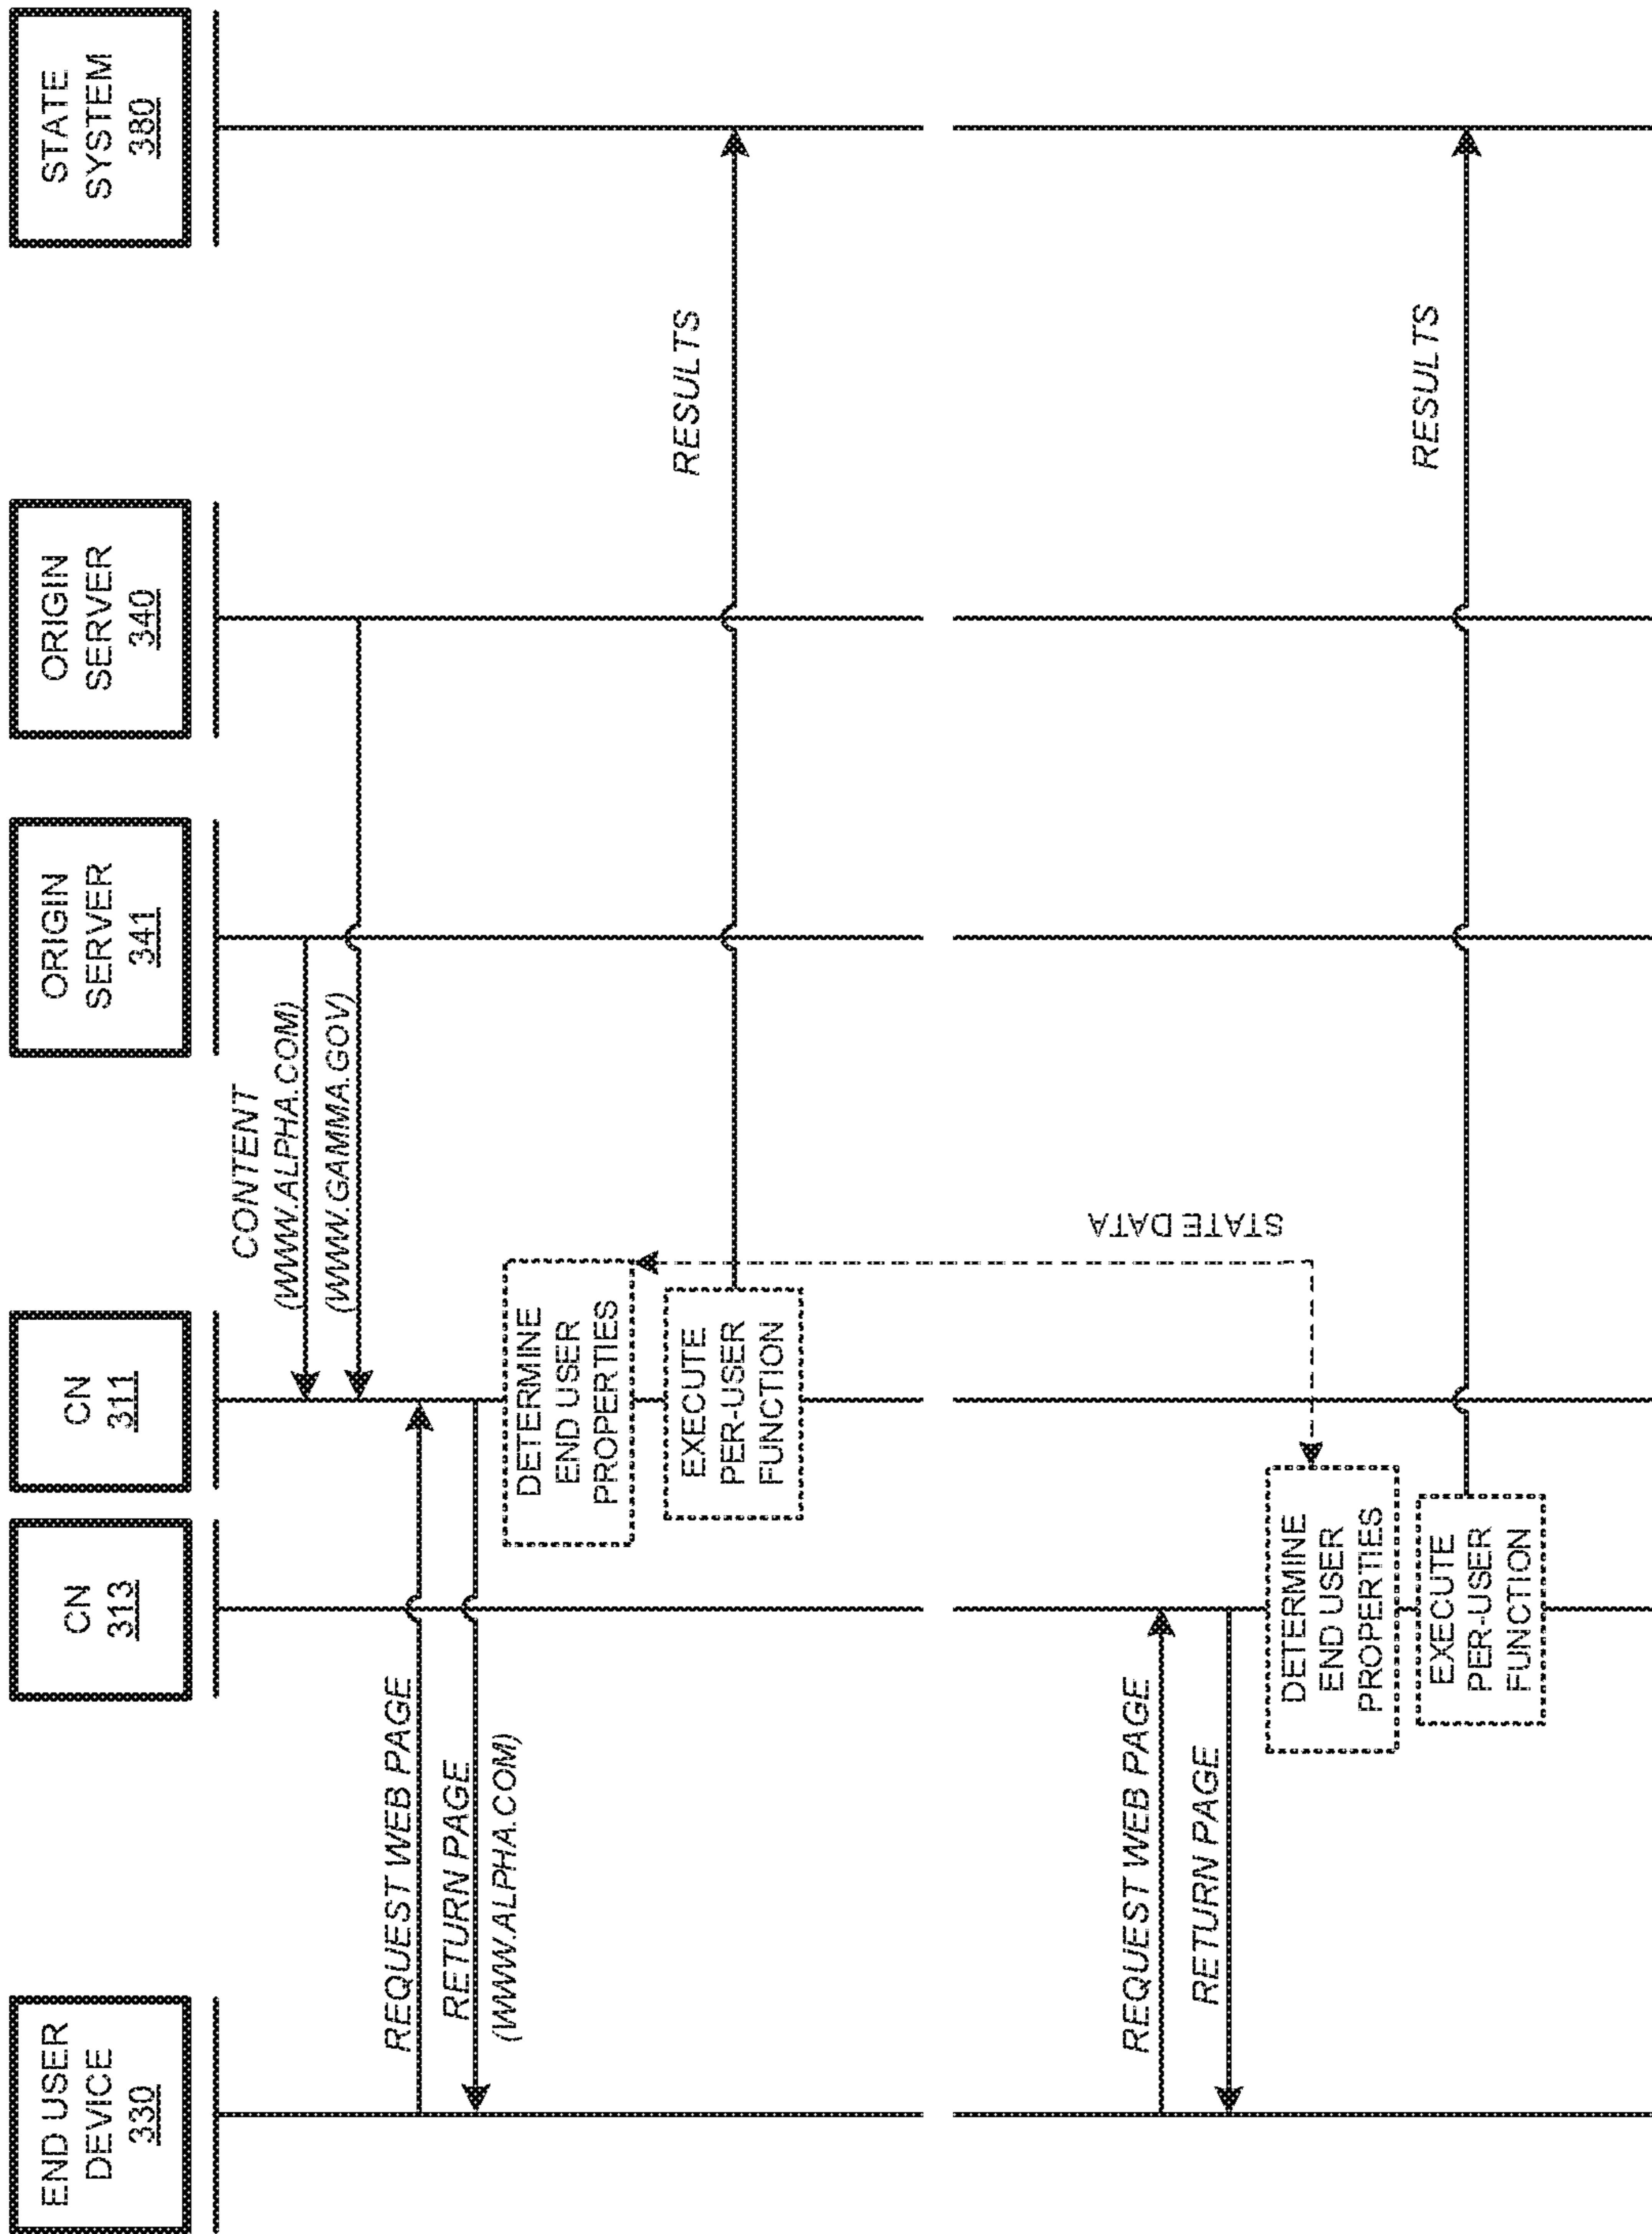 END USER
DEVICE
330
CN
313
CN
311
ORIGIN
SERVER
341
ORIGIN
SERVER
340
STATE
SYSTEM
380
CONTENT
(WWW.ALPHA.COM)
(WWW.GAMMA.GOV)
REQUEST WEB PAGE
RETURN PAGE
(WWW.ALPHA.COM)
DETERMINE
END USER
PROPERTIES
EXECUTE
PER-USER
FUNCTION
RESULTS
STATE DATA
REQUEST WEB PAGE
RETURN PAGE
DETERMINE
END USER
PROPERTIES
EXECUTE
PER-USER
FUNCTION
RESULTS